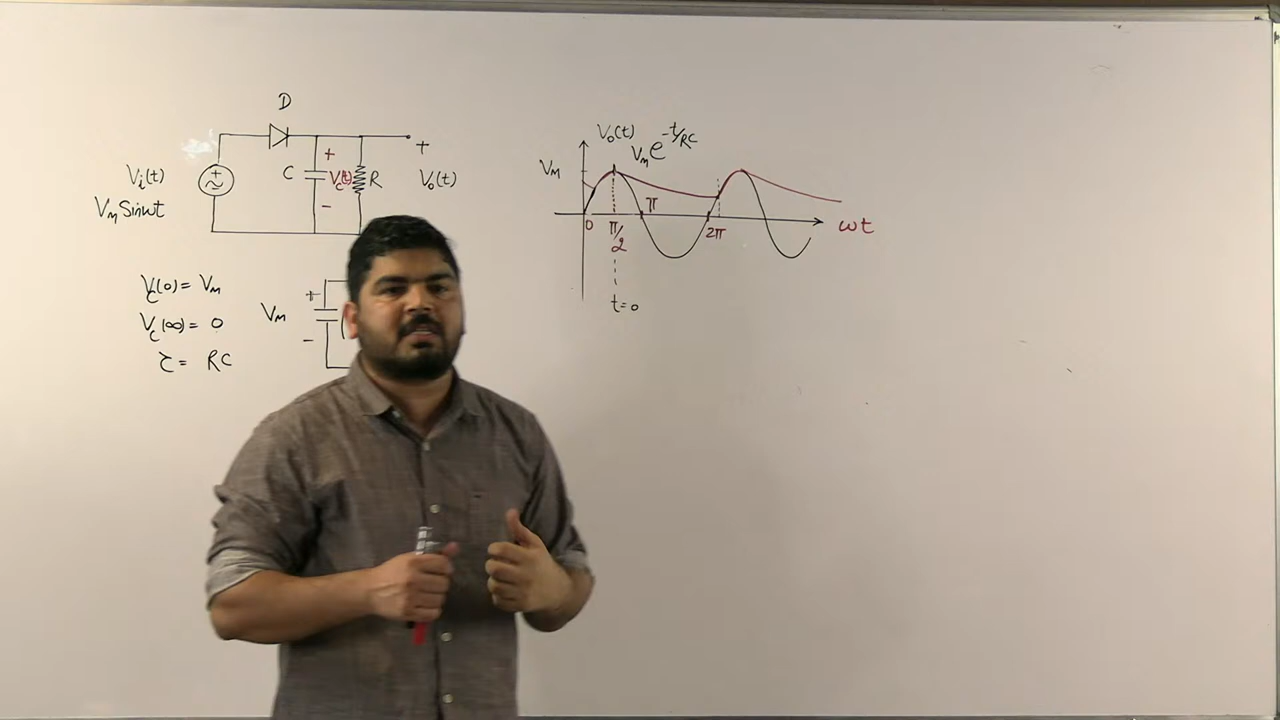 D
Vi(t)
VM Sinωt
+
C
+
Vc(t)
-
R
+
Vo(t)
Vc(0) = VM
Vc(∞) = 0
τ = RC
VM
+
-
Vo(t)
VM e^-t/RC
VM
0
π/2
π
2π
ωt
t=0